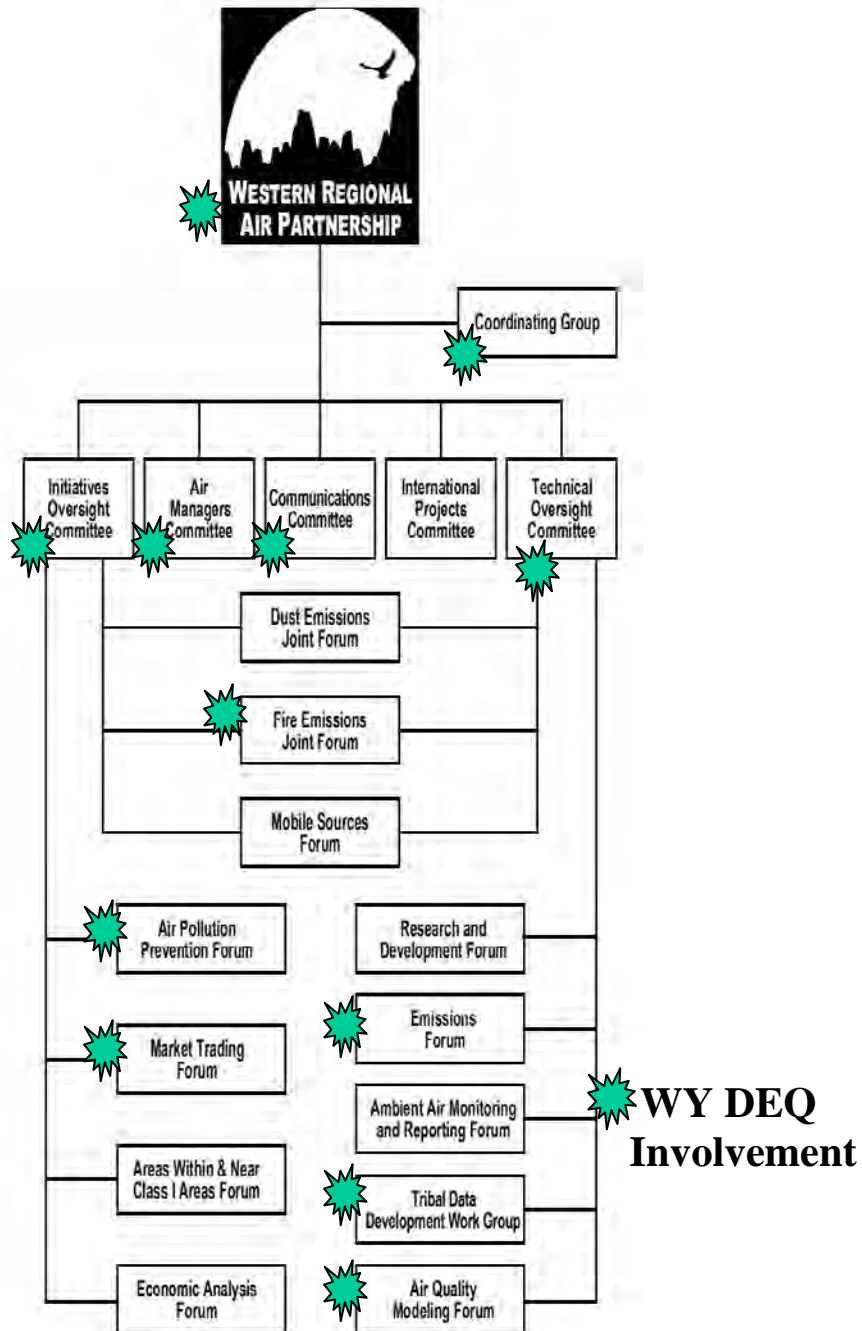 WESTERN REGIONAL
AIR PARTNERSHIP
Coordinating Group
Initiatives
Oversight
Committee
Air
Managers
Committee
Communications
Committee
International
Projects
Committee
Technical
Oversight
Committee
Dust Emissions
Joint Forum
Fire Emissions
Joint Forum
Mobile Sources
Forum
Air Pollution
Prevention Forum
Research and
Development Forum
Market Trading
Forum
Emissions
Forum
Ambient Air Monitoring
and Reporting Forum
WY DEQ
Involvement
Areas Within & Near
Class I Areas Forum
Tribal Data
Development Work Group
Economic Analysis
Forum
Air Quality
Modeling Forum